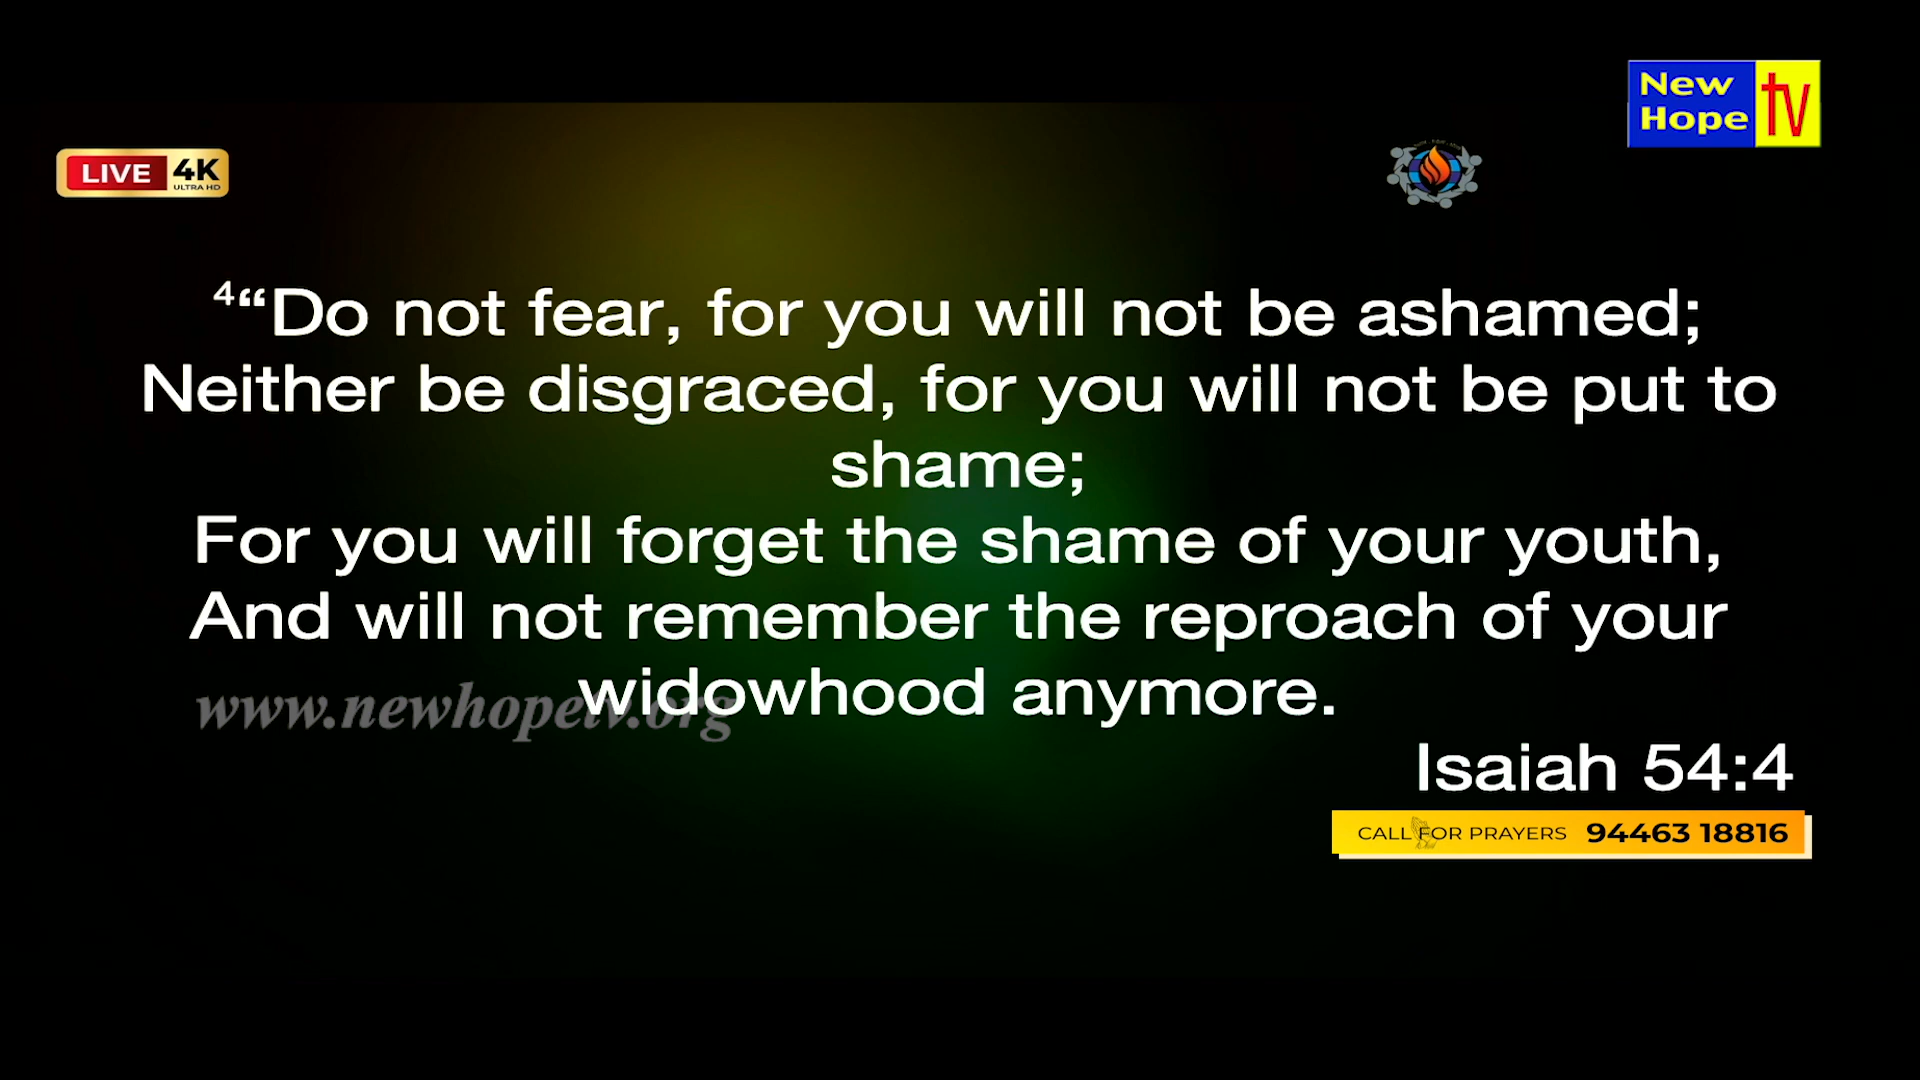 New
Hope
tv
LIVE 4K
ULTRA HD
4“Do not fear, for you will not be ashamed;
Neither be disgraced, for you will not be put to
shame;
For you will forget the shame of your youth,
And will not remember the reproach of your
widowhood anymore.
www.newhopetv.org
Isaiah 54:4
CALL FOR PRAYERS 94463 18816